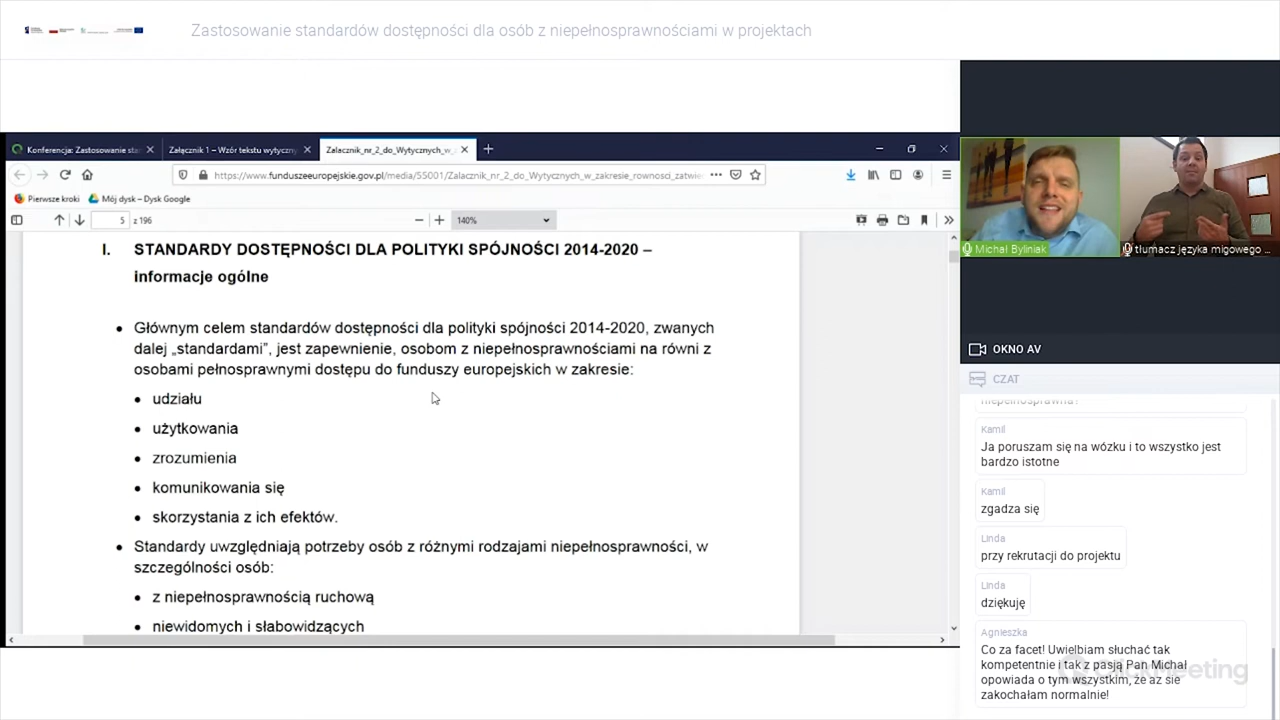 Zastosowanie standardów dostępności dla osób z niepełnosprawnościami w projektach
Konferencja: Zastosowanie sta
Załącznik 1 – Wzór tekstu wytyczny
Zalacznik_nr_2_do_Wytycznych_w_
https://www.funduszeeuropejskie.gov.pl/media/55001/Zalacznik_nr_2_do_Wytycznych_w_zakresie_rownosci_zatwie
Pierwsze kroki
Mój dysk – Dysk Google
5
z 196
140%
I. STANDARDY DOSTĘPNOŚCI DLA POLITYKI SPÓJNOŚCI 2014-2020 –
informacje ogólne
• Głównym celem standardów dostępności dla polityki spójności 2014-2020, zwanych
dalej „standardami”, jest zapewnienie, osobom z niepełnosprawnościami na równi z
osobami pełnosprawnymi dostępu do funduszy europejskich w zakresie:
• udziału
• użytkowania
• zrozumienia
• komunikowania się
• skorzystania z ich efektów.
• Standardy uwzględniają potrzeby osób z różnymi rodzajami niepełnosprawności, w
szczególności osób:
• z niepełnosprawnością ruchową
• niewidomych i słabowidzących
Michał Byliniak
tłumacz języka migowego ...
OKNO AV
CZAT
niepełnosprawna?
Kamil
Ja poruszam się na wózku i to wszystko jest
bardzo istotne
Kamil
zgadza się
Linda
przy rekrutacji do projektu
Linda
dziękuję
Agnieszka
Co za facet! Uwielbiam słuchać tak
kompetentnie i tak z pasją Pan Michał
opowiada o tym wszystkim, że aż sie
zakochałam normalnie!
ClickMeeting